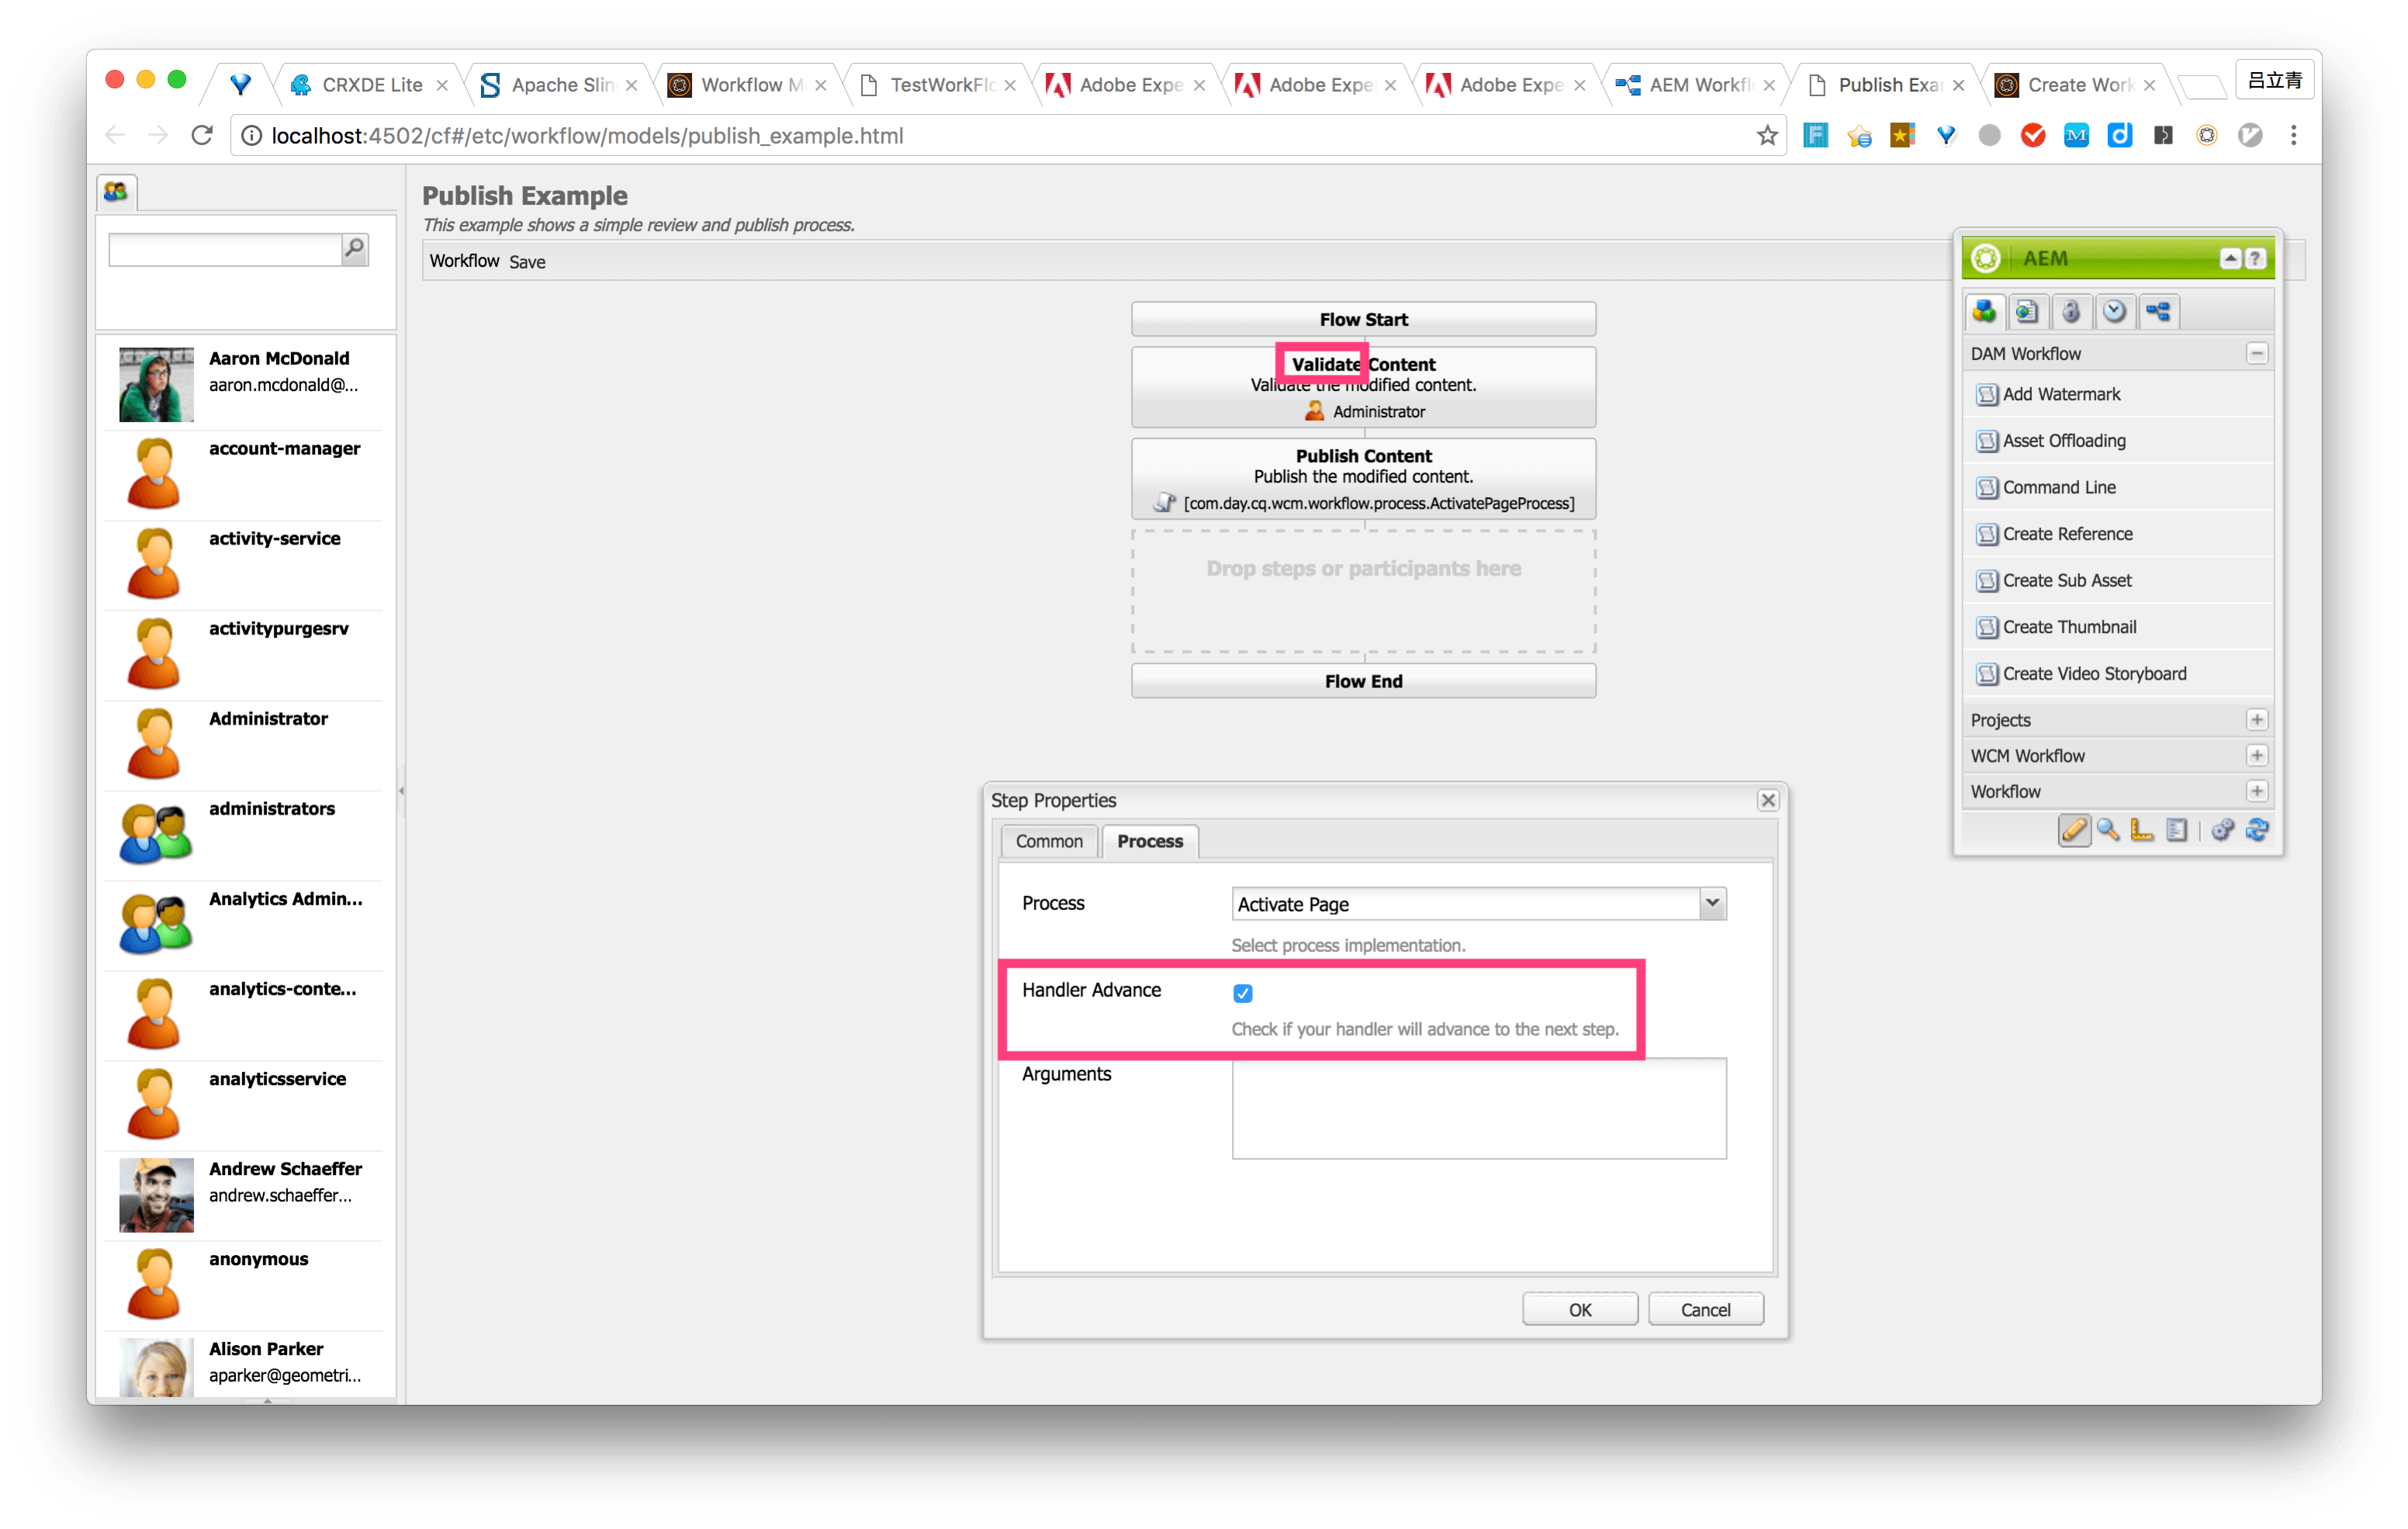 CRXDE Lite
Apache Slin
Workflow M
TestWorkFlo
Adobe Expe
Adobe Expe
Adobe Expe
AEM Workfl
Publish Exa
Create Work
吕立青
localhost:4502/cf#/etc/workflow/models/publish_example.html
Publish Example
This example shows a simple review and publish process.
Workflow Save
Aaron McDonald
aaron.mcdonald@...
account-manager
activity-service
activitypurgesrv
Administrator
administrators
Analytics Admin...
analytics-conte...
analyticsservice
Andrew Schaeffer
andrew.schaeffer...
anonymous
Alison Parker
aparker@geometri...
Flow Start
Validate Content
Validate the modified content.
Administrator
Publish Content
Publish the modified content.
[com.day.cq.wcm.workflow.process.ActivatePageProcess]
Drop steps or participants here
Flow End
AEM
DAM Workflow
Add Watermark
Asset Offloading
Command Line
Create Reference
Create Sub Asset
Create Thumbnail
Create Video Storyboard
Projects
WCM Workflow
Workflow
Step Properties
Common Process
Process Activate Page
Select process implementation.
Handler Advance
Check if your handler will advance to the next step.
Arguments
OK Cancel